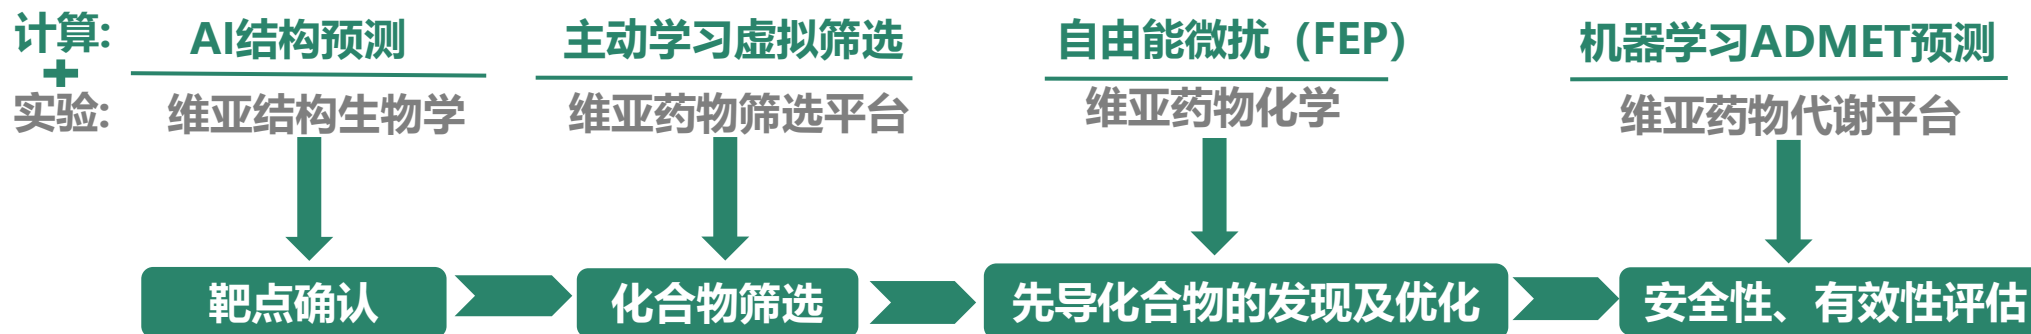 计算: AI结构预测 主动学习虚拟筛选 自由能微扰（FEP） 机器学习ADMET预测
+
实验: 维亚结构生物学 维亚药物筛选平台 维亚药物化学 维亚药物代谢平台
靶点确认 化合物筛选 先导化合物的发现及优化 安全性、有效性评估